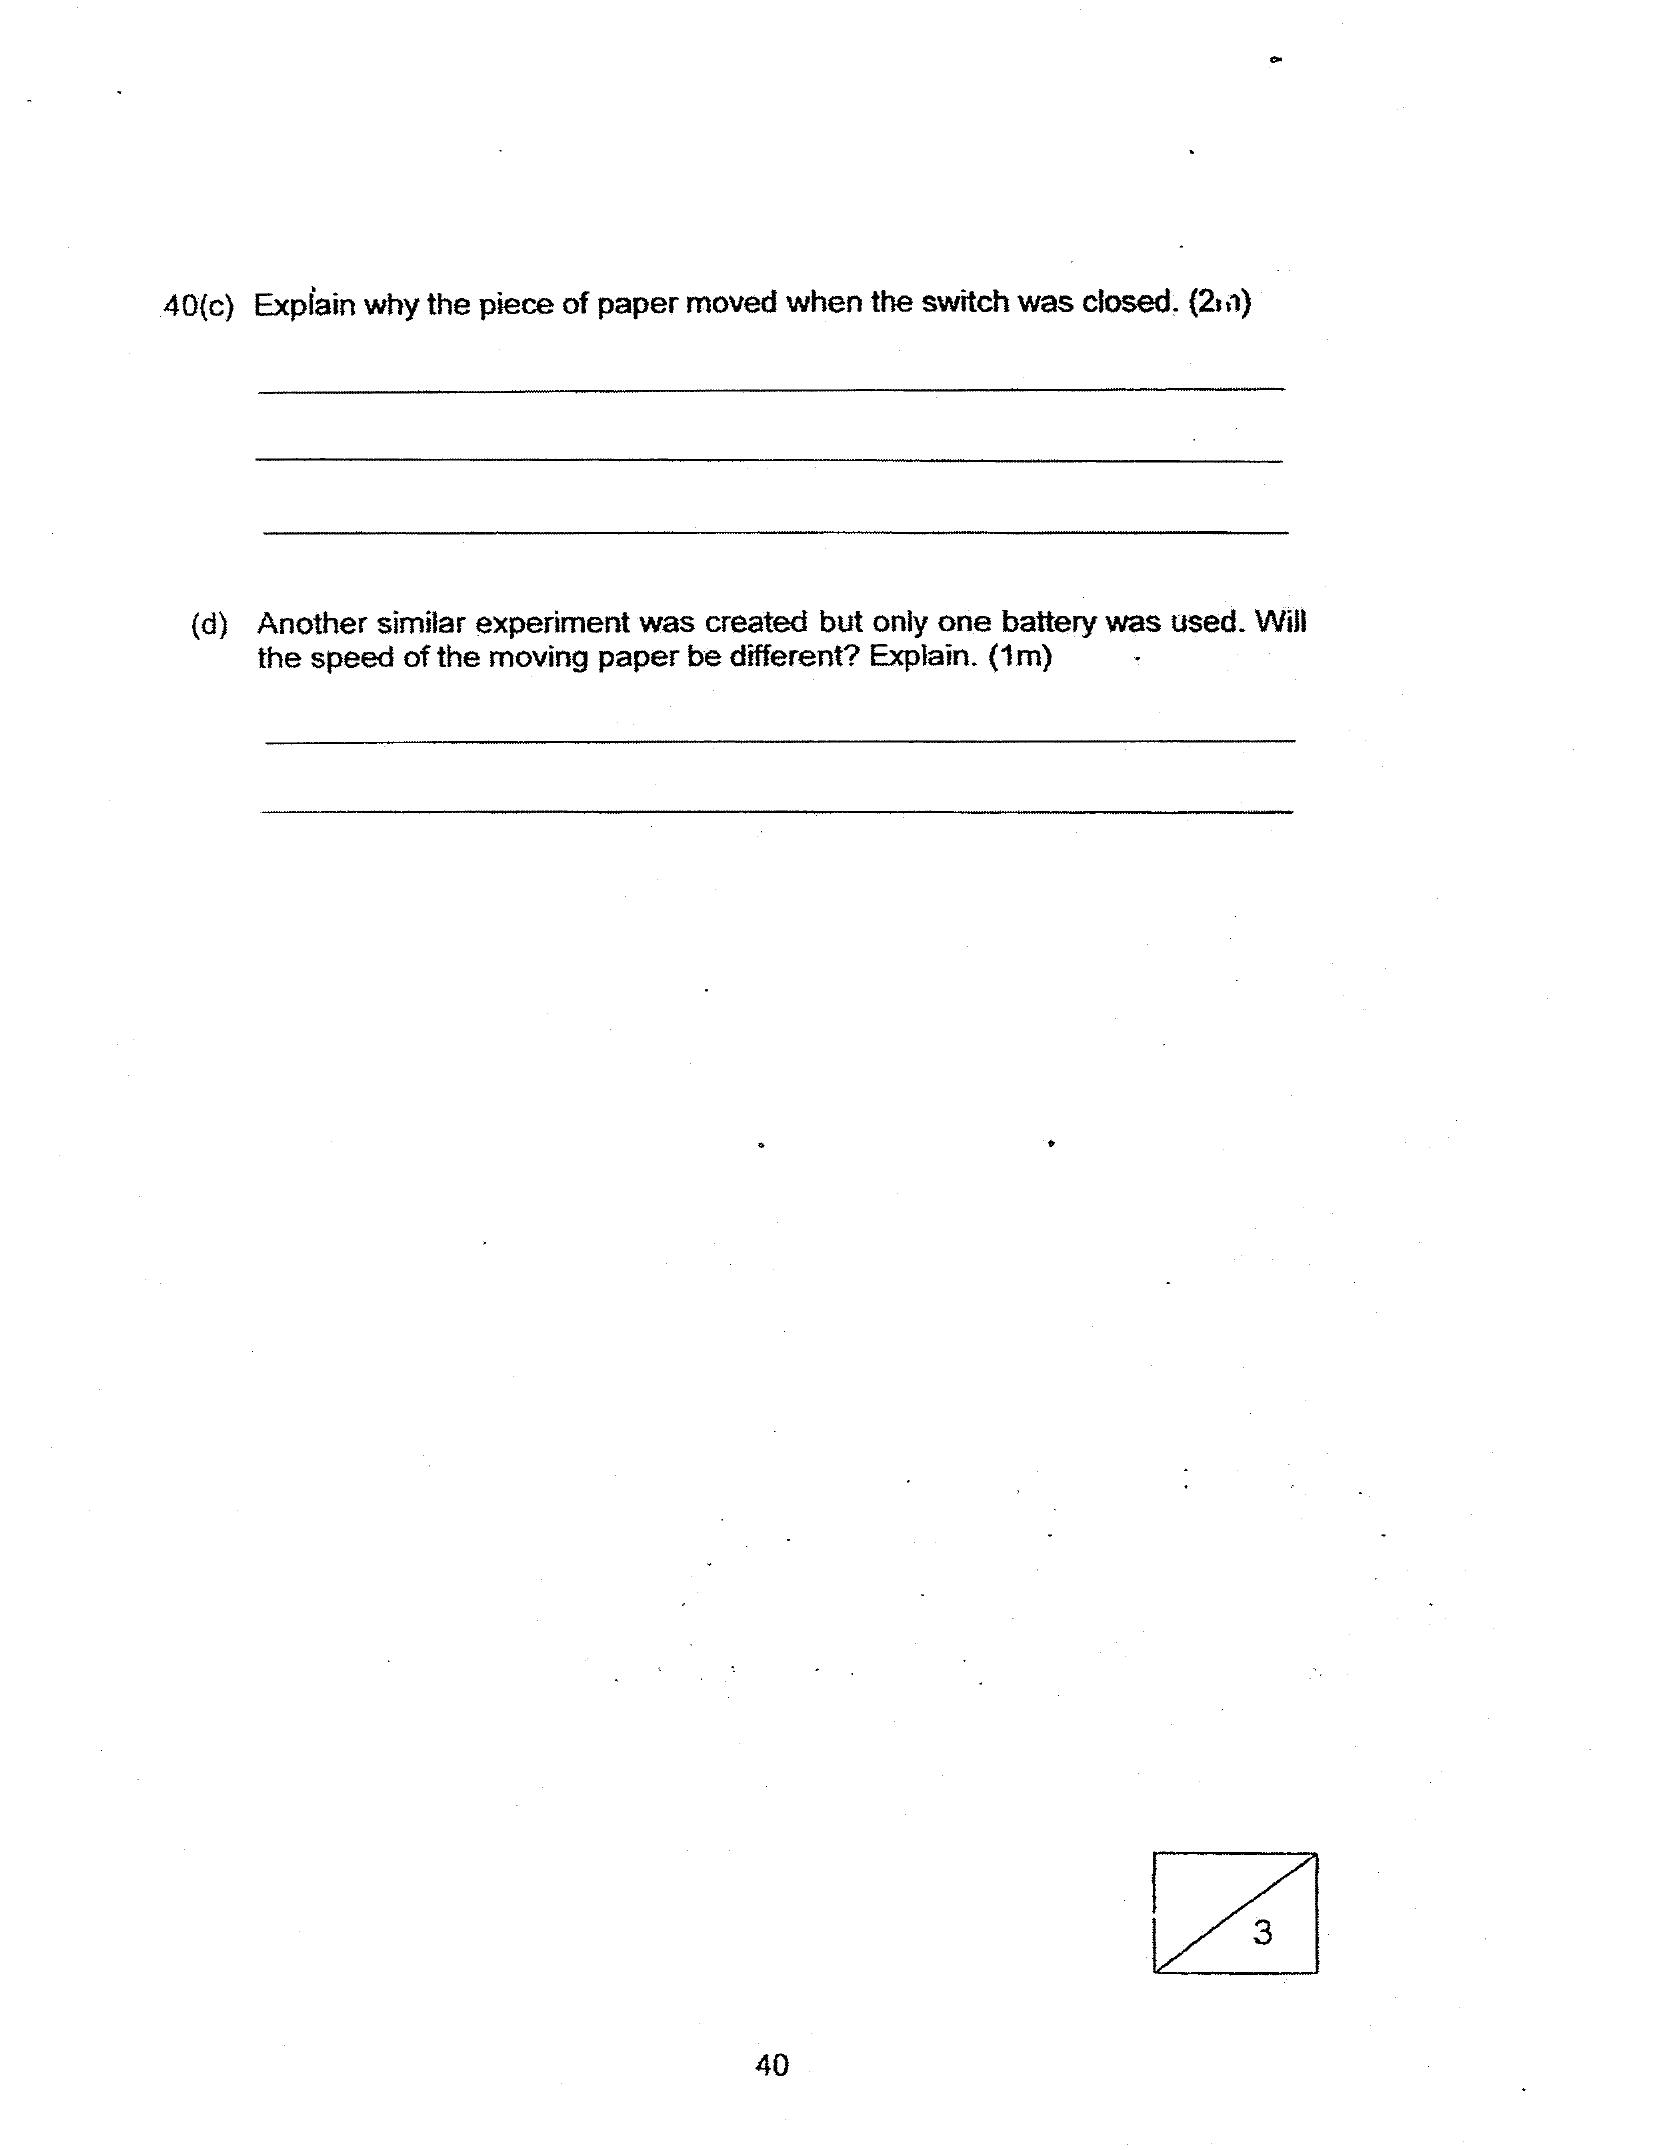 40(c) Explain why the piece of paper moved when the switch was closed. (2m)
(d) Another similar experiment was created but only one battery was used. Will
the speed of the moving paper be different? Explain. (1m)
3
40